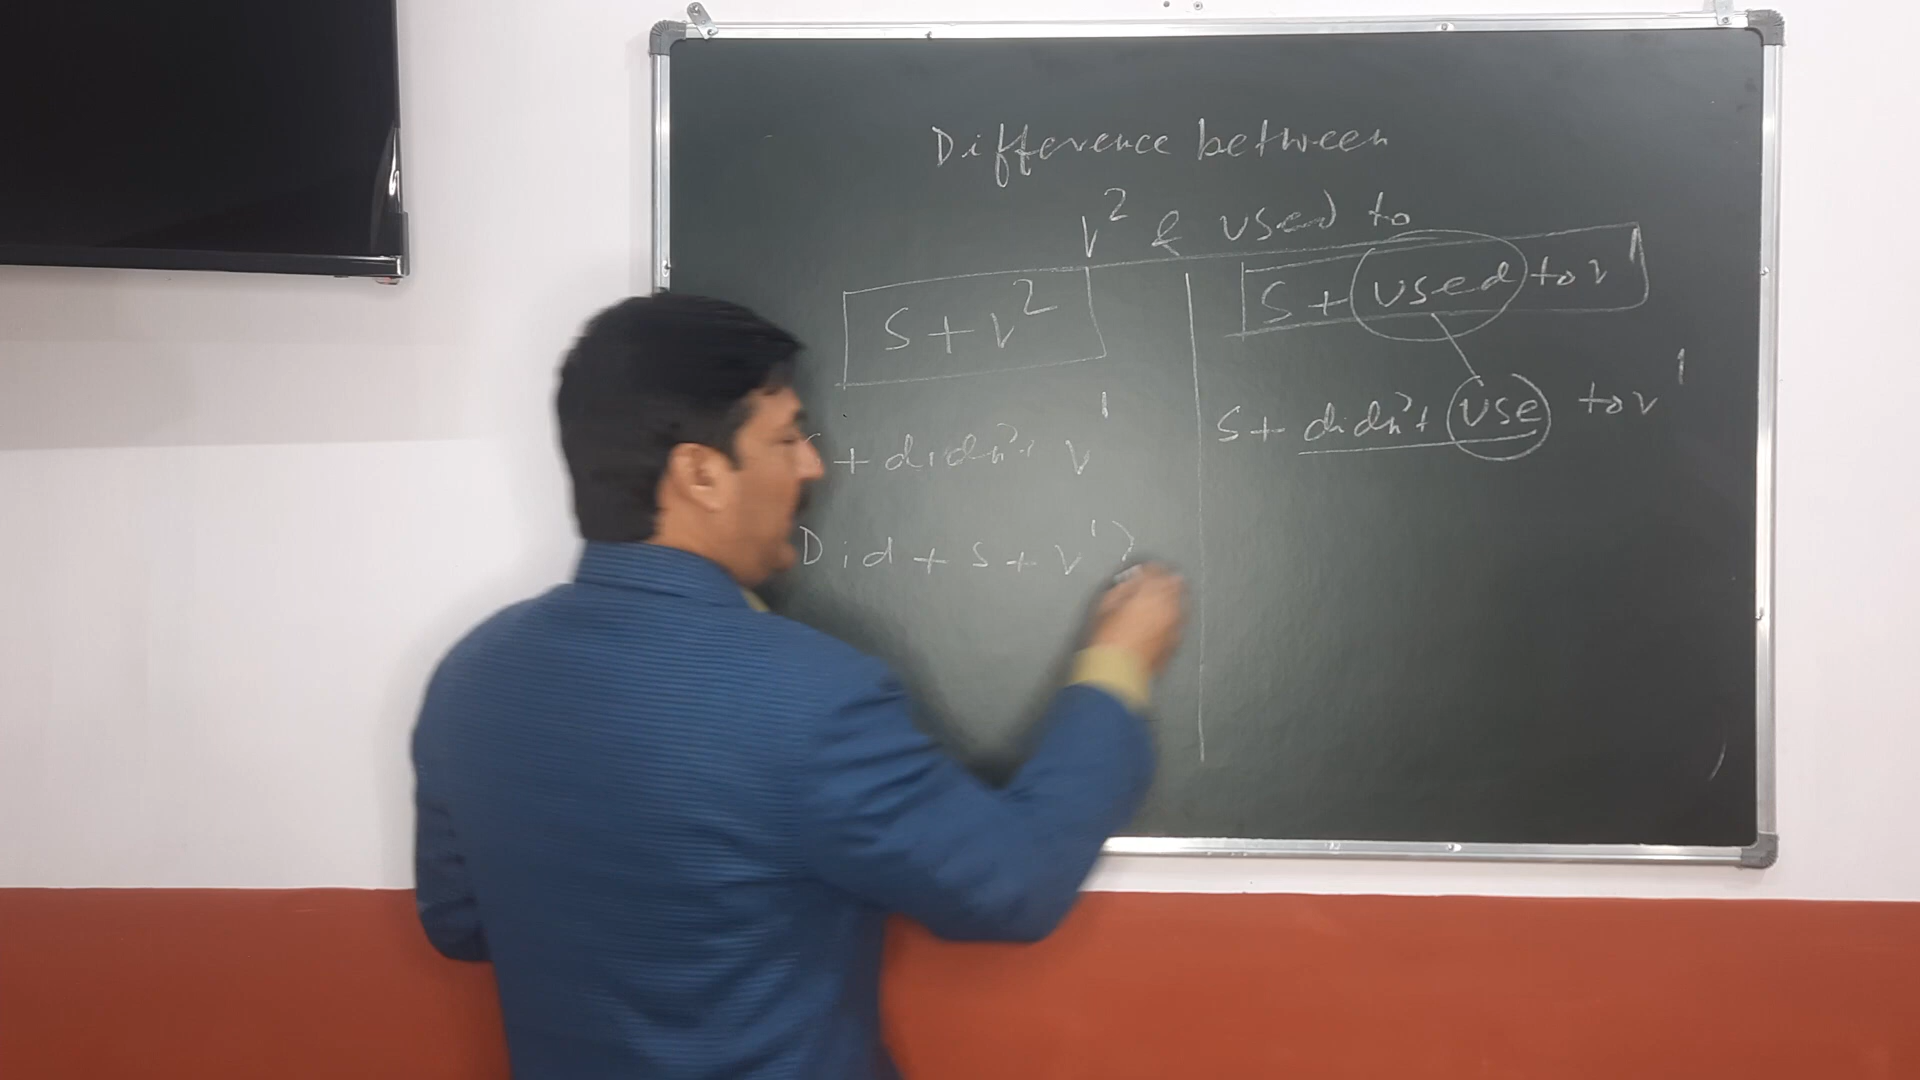 Difference between
V² & used to
S+V²
S + used to V¹
+ didn't V¹
S + didn't use to V¹
Did + S + V¹?